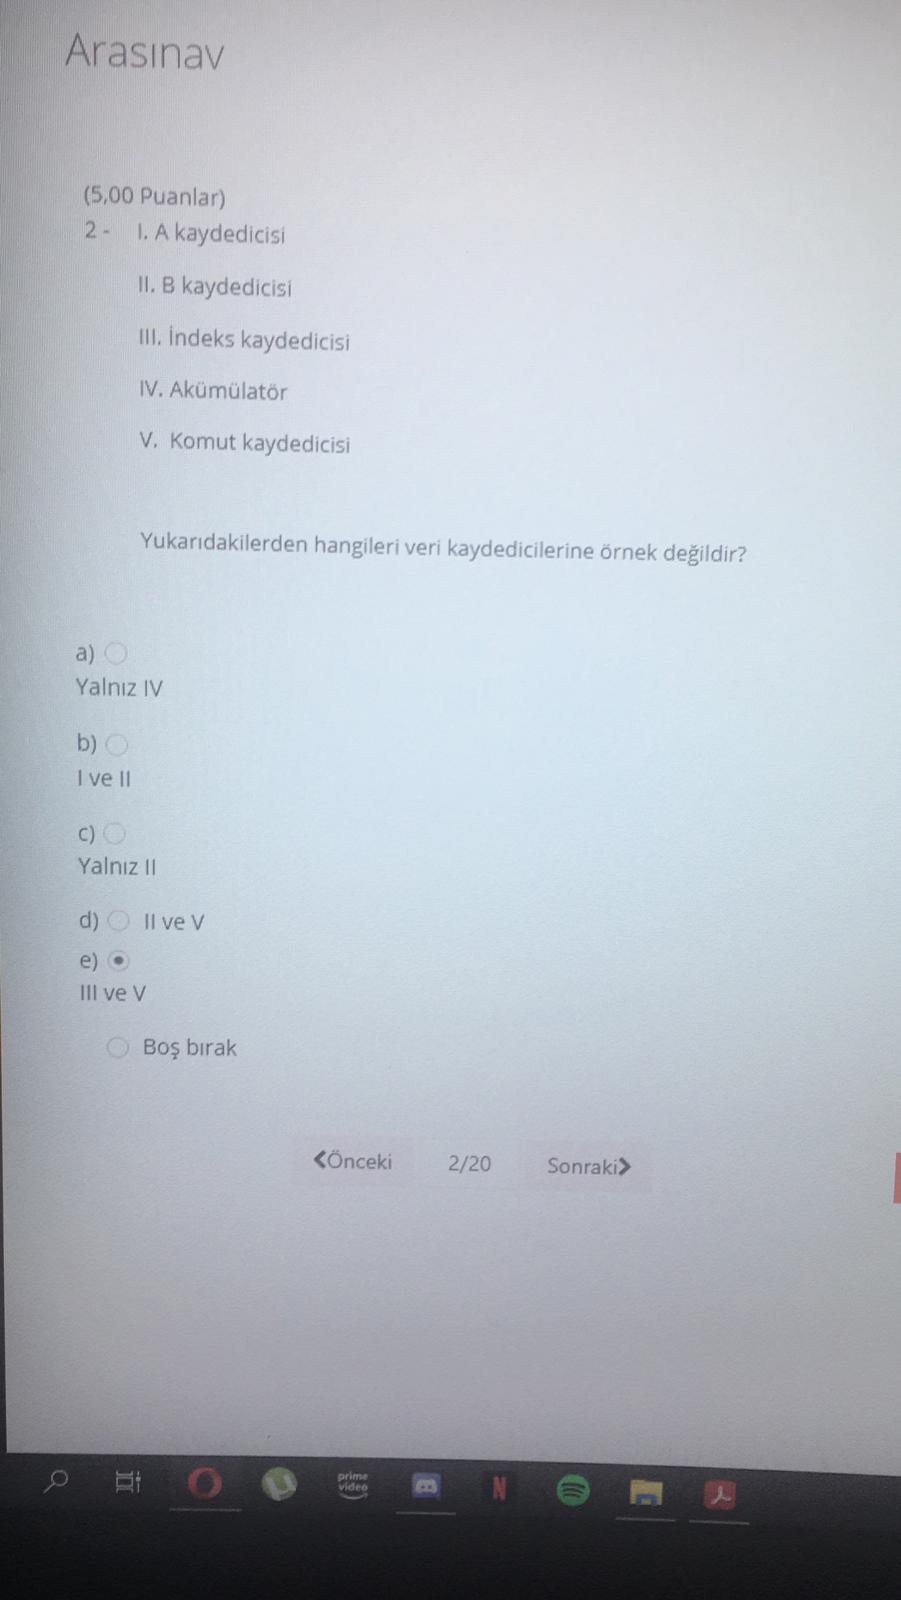 Arasınav
(5,00 Puanlar)
2 - I. A kaydedicisi
II. B kaydedicisi
III. İndeks kaydedicisi
IV. Akümülatör
V. Komut kaydedicisi
Yukarıdakilerden hangileri veri kaydedicilerine örnek değildir?
a)
Yalnız IV
b)
I ve II
c)
Yalnız II
d) II ve V
e)
III ve V
Boş bırak
Önceki 2/20 Sonraki
prime
video